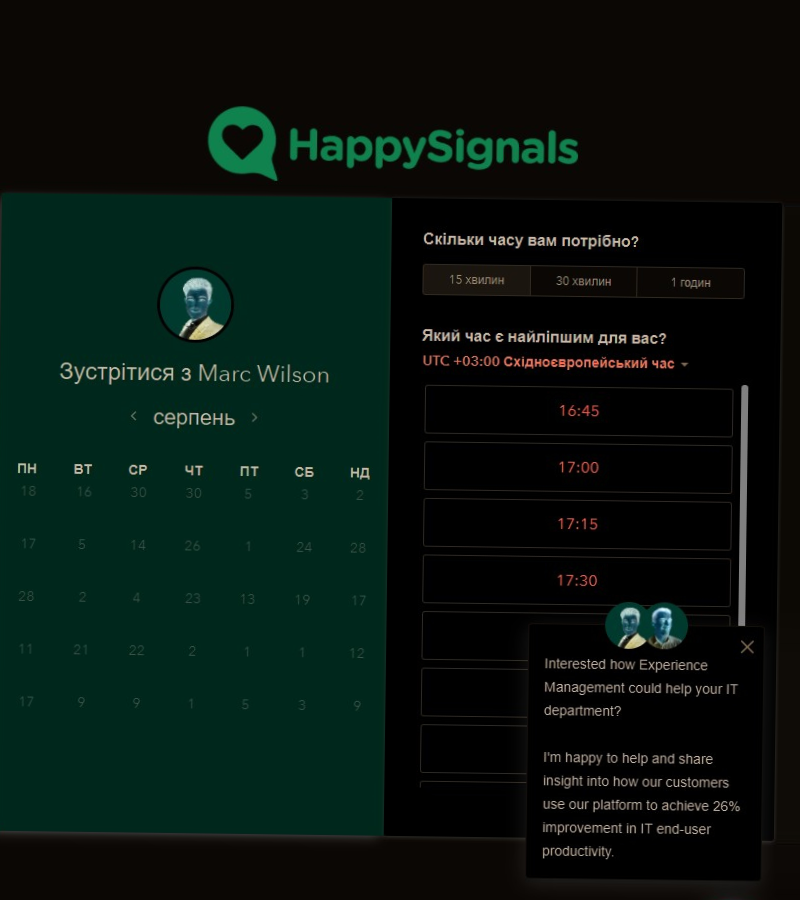 HappySignals
Зустрітися з Marc Wilson
серпень
ПН ВТ СР ЧТ ПТ СБ НД
18 16 30 30 5 3 2
17 5 14 26 1 24 28
28 2 4 23 13 19 17
11 21 22 2 1 1 12
17 9 9 1 5 3 9
Скільки часу вам потрібно?
15 хвилин 30 хвилин 1 годин
Який час є найліпшим для вас?
UTC +03:00 Східноєвропейський час
16:45
17:00
17:15
17:30
Interested how Experience
Management could help your IT
department?
I'm happy to help and share
insight into how our customers
use our platform to achieve 26%
improvement in IT end-user
productivity.